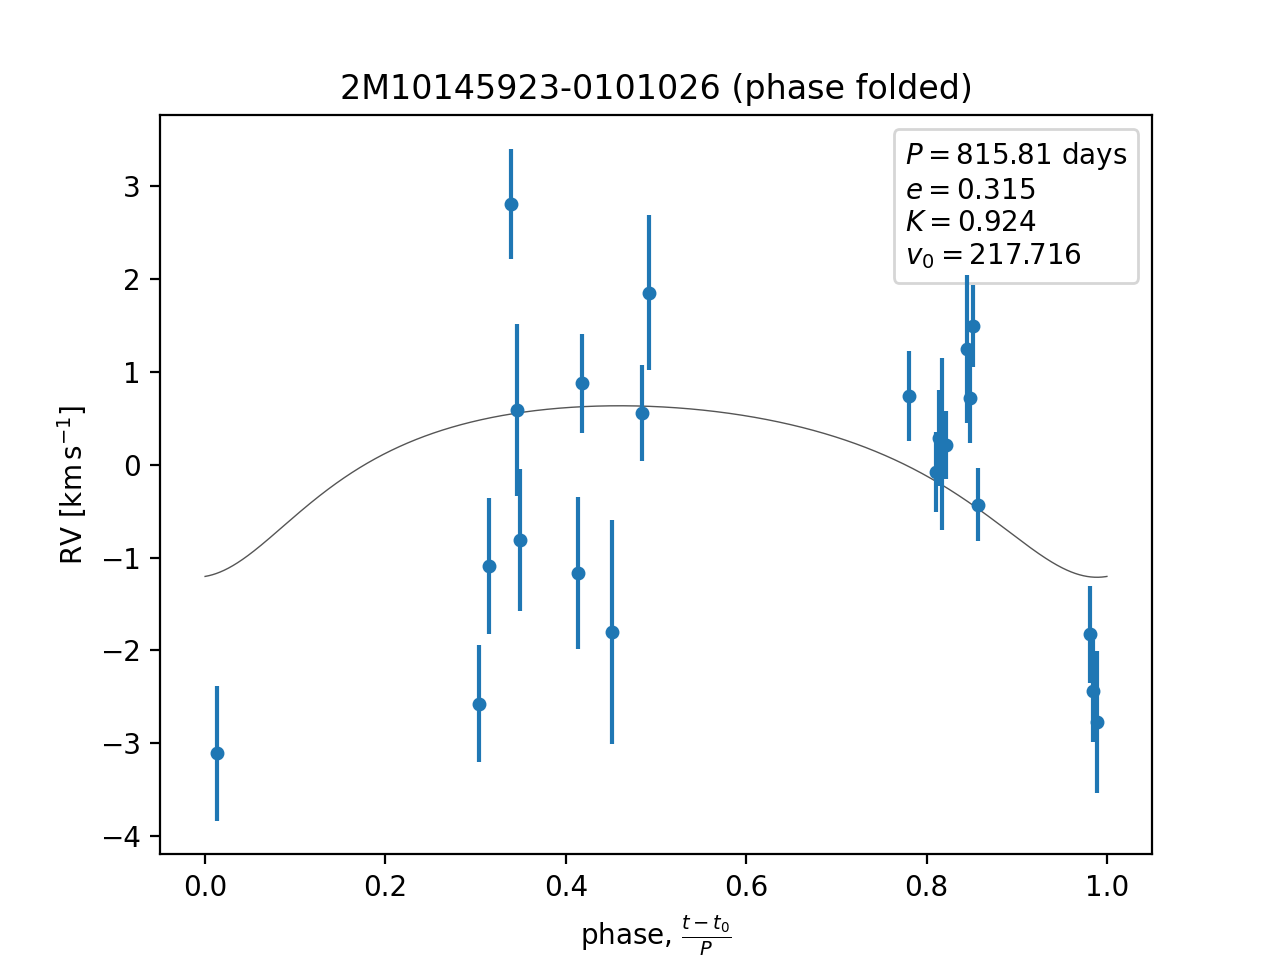 2M10145923-0101026 (phase folded)
P = 815.81 days
e = 0.315
K = 0.924
v₀ = 217.716
RV [km s⁻¹]
3
2
1
0
−1
−2
−3
−4
0.0 0.2 0.4 0.6 0.8 1.0
phase, (t − t₀)/P